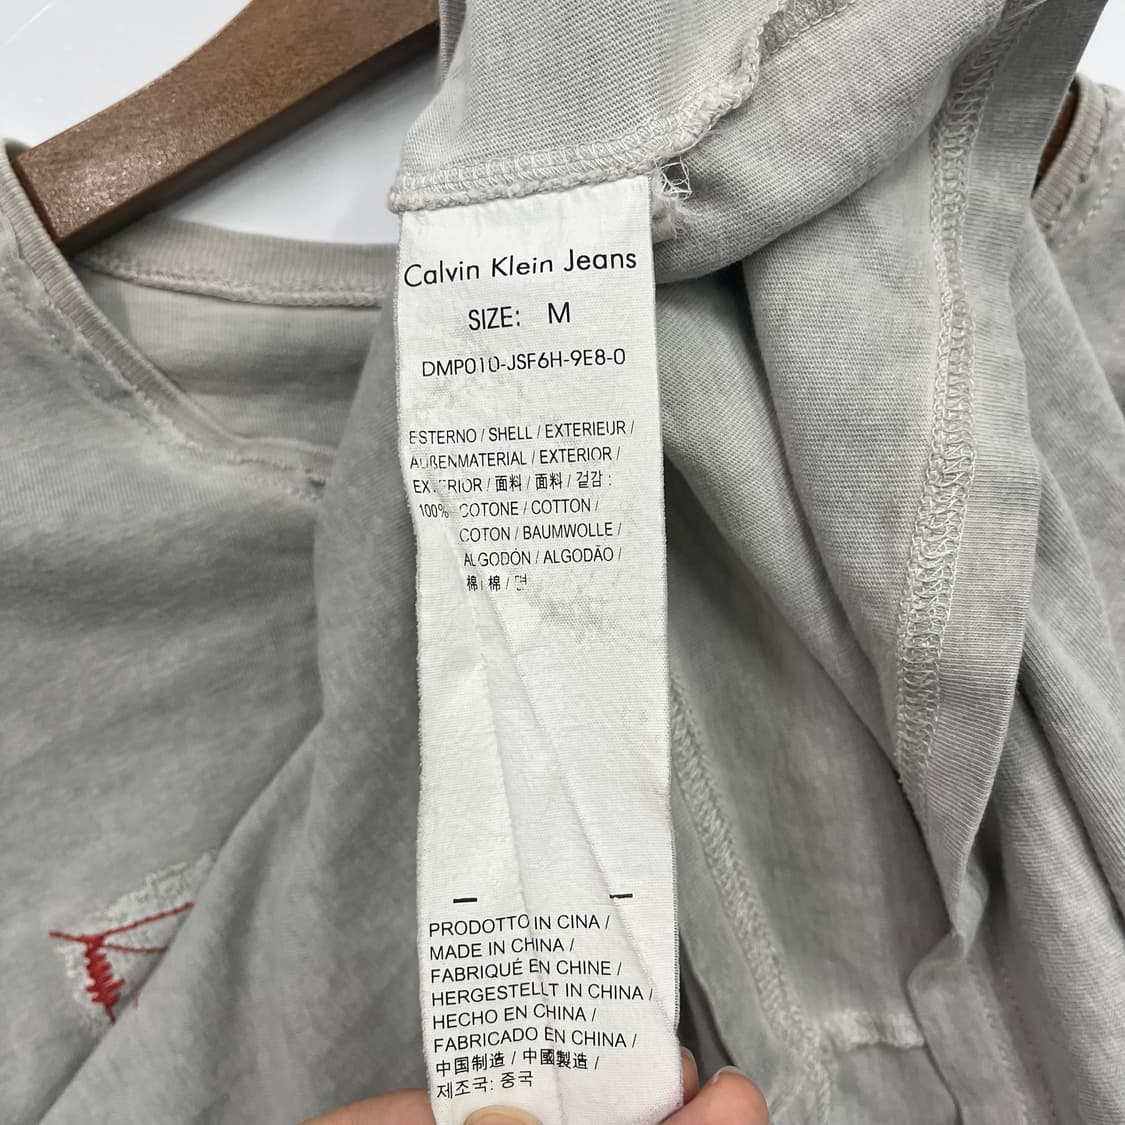 Calvin Klein Jeans
SIZE: M
DMP010-JSF6H-9E8-0
ESTERNO / SHELL / EXTERIEUR /
AUßENMATERIAL / EXTERIOR /
EXTERIOR / 面料 / 面料 / 겉감 :
100% COTONE / COTTON /
COTON / BAUMWOLLE /
ALGODÓN / ALGODÃO /
棉 / 棉 / 면
PRODOTTO IN CINA /
MADE IN CHINA /
FABRIQUÉ EN CHINE /
HERGESTELLT IN CHINA /
HECHO EN CHINA /
FABRICADO EN CHINA /
中国制造 / 中國製造 /
제조국: 중국